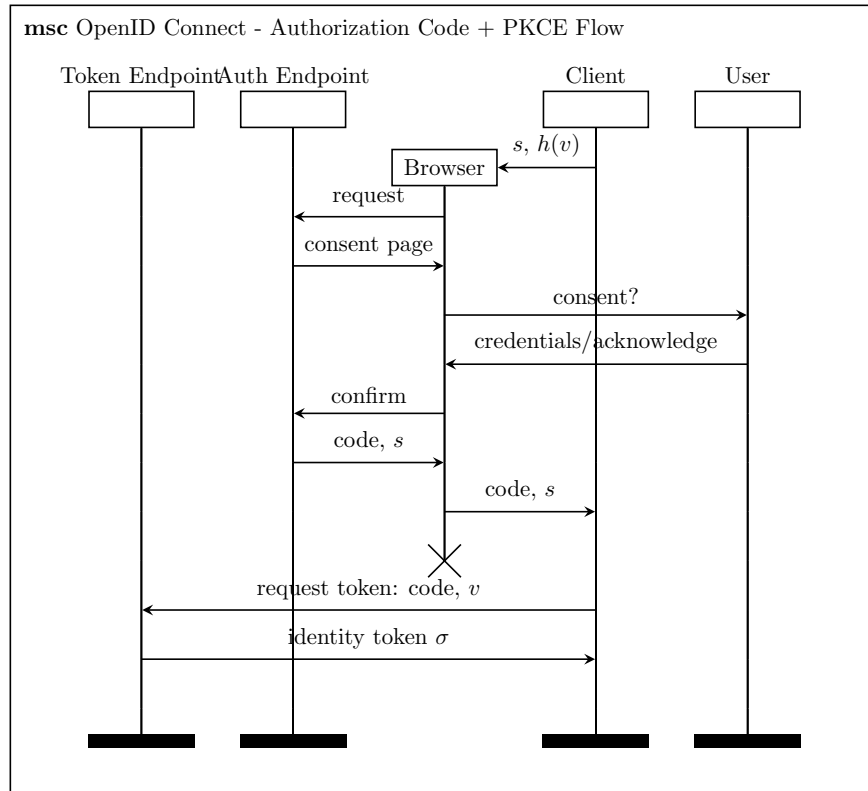 msc OpenID Connect - Authorization Code + PKCE Flow
Token Endpoint
Auth Endpoint
Client
User
s, h(v)
Browser
request
consent page
consent?
credentials/acknowledge
confirm
code, s
code, s
request token: code, v
identity token σ